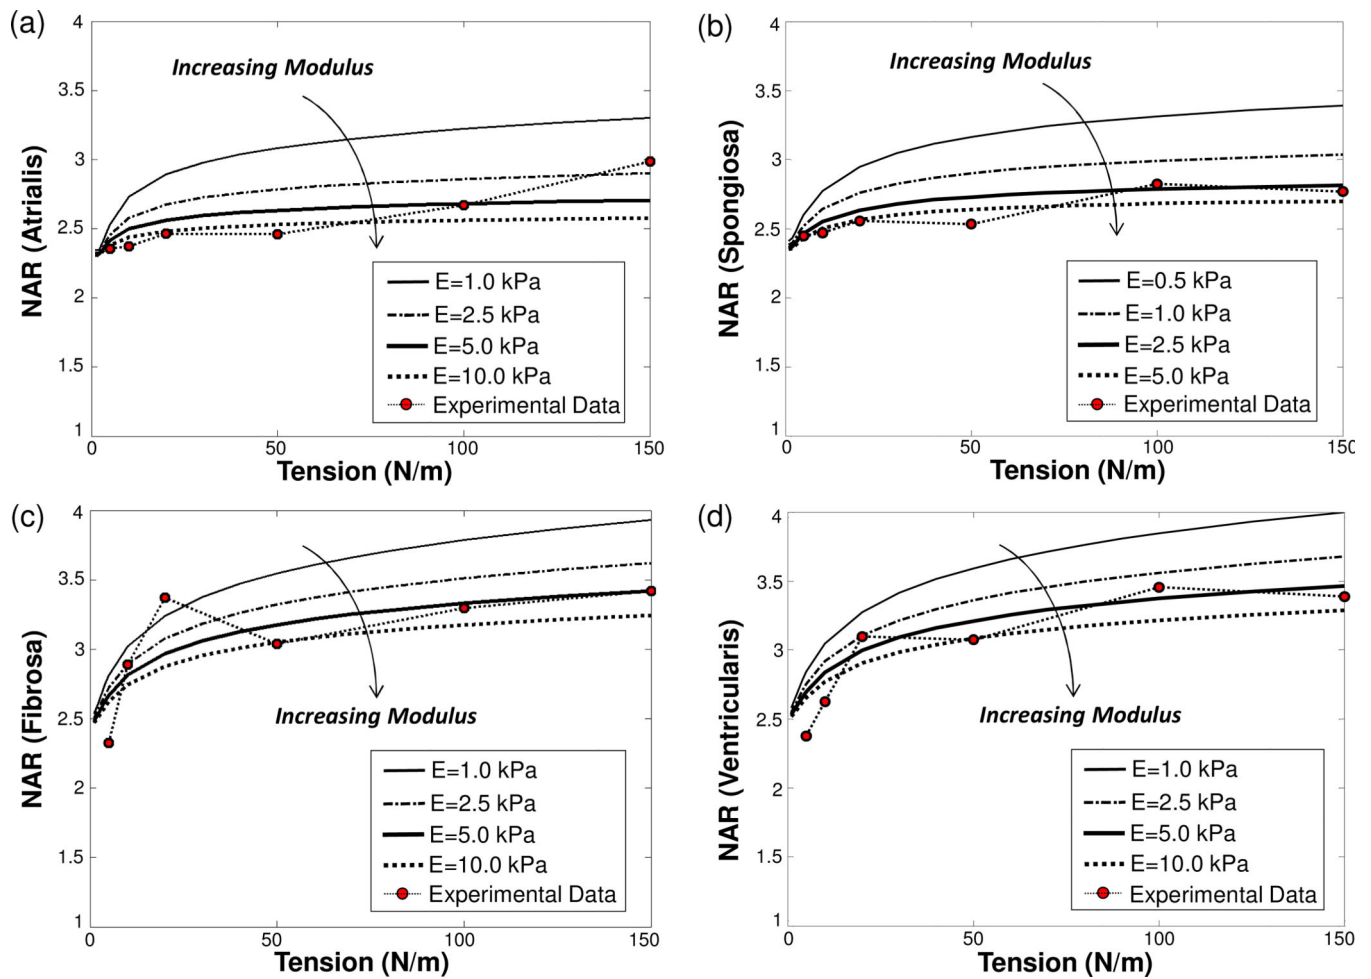 (a)
4
3.5
3
2.5
2
1.5
1
NAR (Atrialis)
Increasing Modulus
E=1.0 kPa
E=2.5 kPa
E=5.0 kPa
E=10.0 kPa
Experimental Data
0 50 100 150
Tension (N/m)
(b)
4
3.5
3
2.5
2
1.5
1
NAR (Spongiosa)
Increasing Modulus
E=0.5 kPa
E=1.0 kPa
E=2.5 kPa
E=5.0 kPa
Experimental Data
0 50 100 150
Tension (N/m)
(c)
4
3.5
3
2.5
2
1.5
1
NAR (Fibrosa)
Increasing Modulus
E=1.0 kPa
E=2.5 kPa
E=5.0 kPa
E=10.0 kPa
Experimental Data
0 50 100 150
Tension (N/m)
(d)
4
3.5
3
2.5
2
1.5
1
NAR (Ventricularis)
Increasing Modulus
E=1.0 kPa
E=2.5 kPa
E=5.0 kPa
E=10.0 kPa
Experimental Data
0 50 100 150
Tension (N/m)